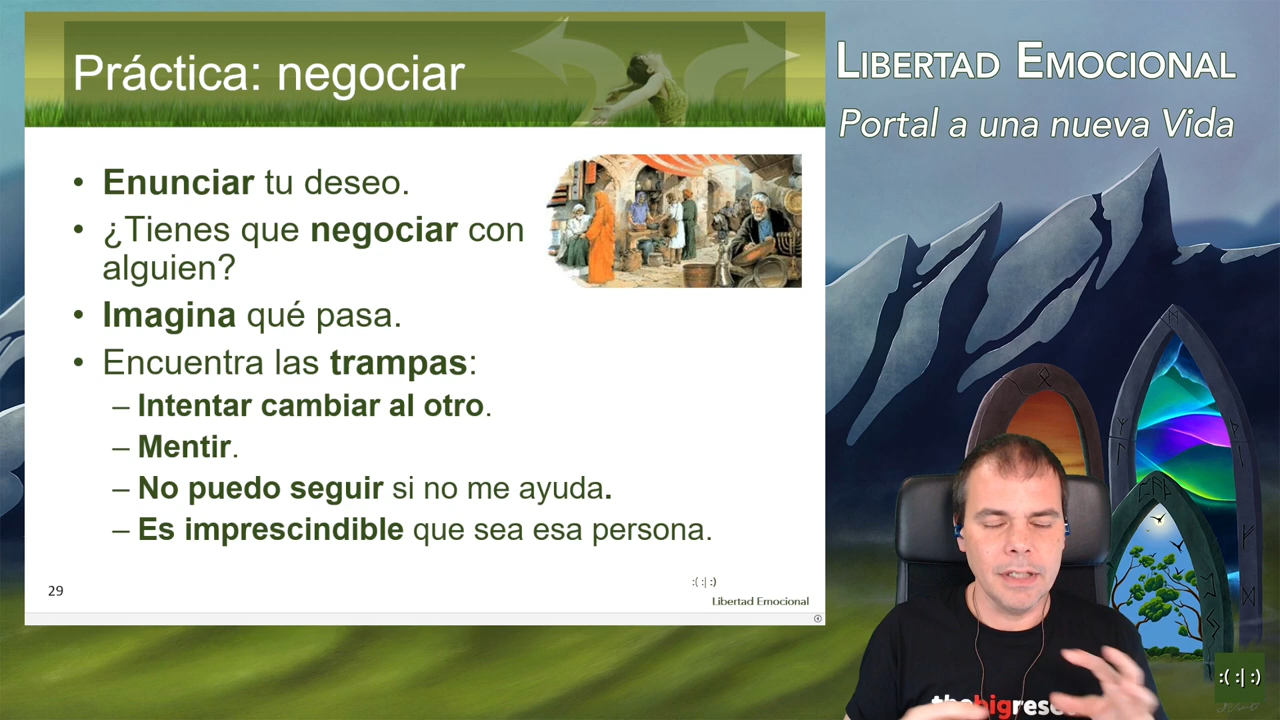 Práctica: negociar
LIBERTAD EMOCIONAL
Portal a una nueva Vida
• Enunciar tu deseo.
• ¿Tienes que negociar con
alguien?
• Imagina qué pasa.
• Encuentra las trampas:
– Intentar cambiar al otro.
– Mentir.
– No puedo seguir si no me ayuda.
– Es imprescindible que sea esa persona.
29
:( :| :)
Libertad Emocional
:( :| :)